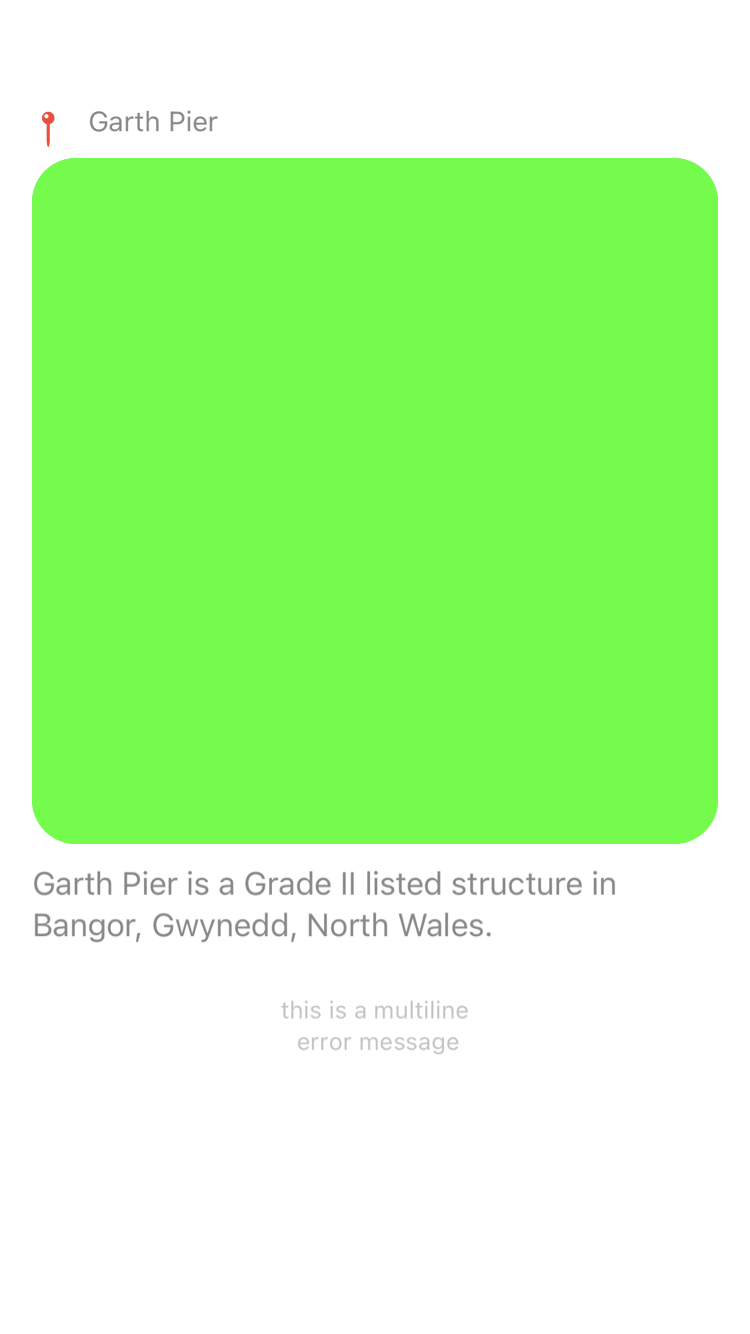 Garth Pier
Garth Pier is a Grade II listed structure in
Bangor, Gwynedd, North Wales.
this is a multiline
error message